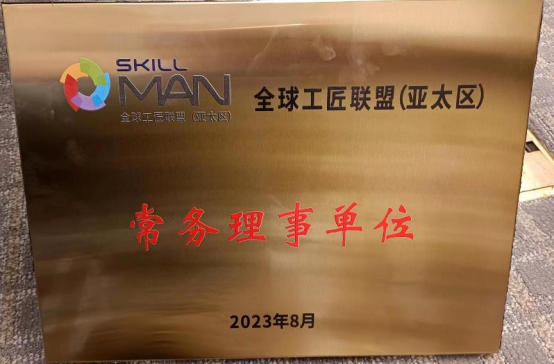 SKILL
MAN
全球工匠联盟（亚太区）
全球工匠联盟(亚太区)
常务理事单位
2023年8月